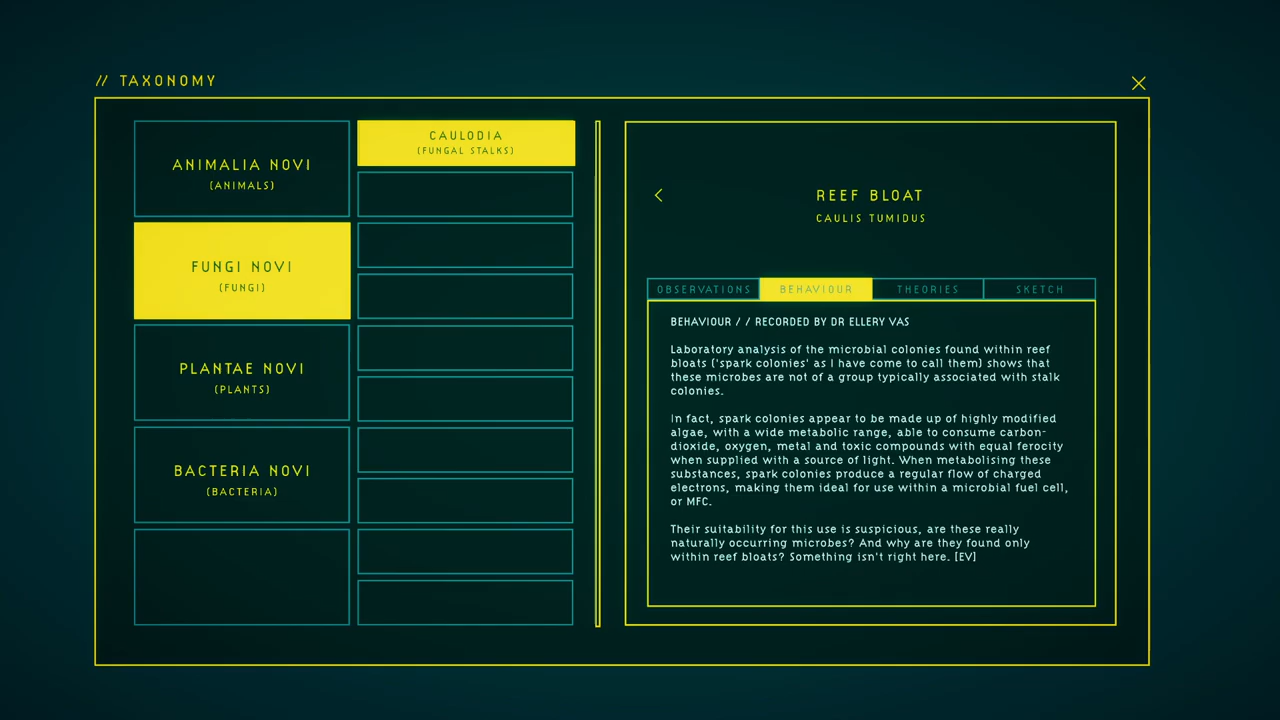 // TAXONOMY
ANIMALIA NOVI
(ANIMALS)
FUNGI NOVI
(FUNGI)
PLANTAE NOVI
(PLANTS)
BACTERIA NOVI
(BACTERIA)
CAULODIA
(FUNGAL STALKS)
REEF BLOAT
CAULIS TUMIDUS
OBSERVATIONS BEHAVIOUR THEORIES SKETCH
BEHAVIOUR / / RECORDED BY DR ELLERY VAS
Laboratory analysis of the microbial colonies found within reef
bloats ('spark colonies' as I have come to call them) shows that
these microbes are not of a group typically associated with stalk
colonies.
In fact, spark colonies appear to be made up of highly modified
algae, with a wide metabolic range, able to consume carbon-
dioxide, oxygen, metal and toxic compounds with equal ferocity
when supplied with a source of light. When metabolising these
substances, spark colonies produce a regular flow of charged
electrons, making them ideal for use within a microbial fuel cell,
or MFC.
Their suitability for this use is suspicious, are these really
naturally occurring microbes? And why are they found only
within reef bloats? Something isn't right here. [EV]